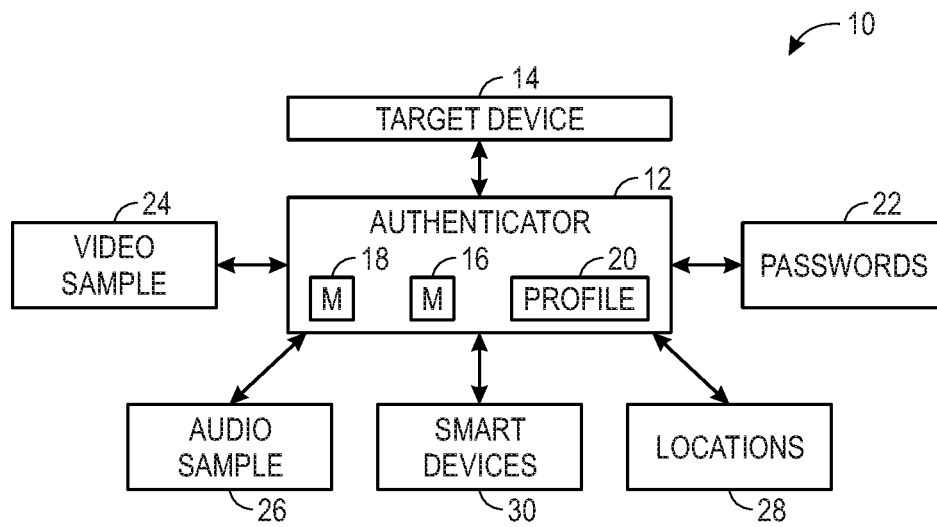 10
14
TARGET DEVICE
12
AUTHENTICATOR
18
16
20
M
M
PROFILE
24
VIDEO
SAMPLE
22
PASSWORDS
AUDIO
SAMPLE
26
SMART
DEVICES
30
LOCATIONS
28